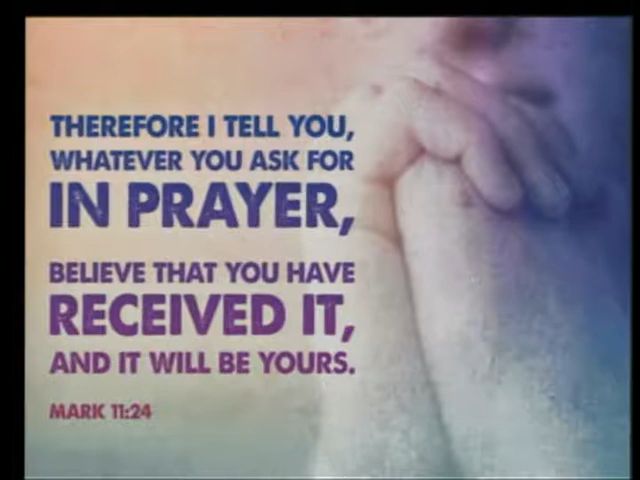 THEREFORE I TELL YOU,
WHATEVER YOU ASK FOR
IN PRAYER,
BELIEVE THAT YOU HAVE
RECEIVED IT,
AND IT WILL BE YOURS.
MARK 11:24